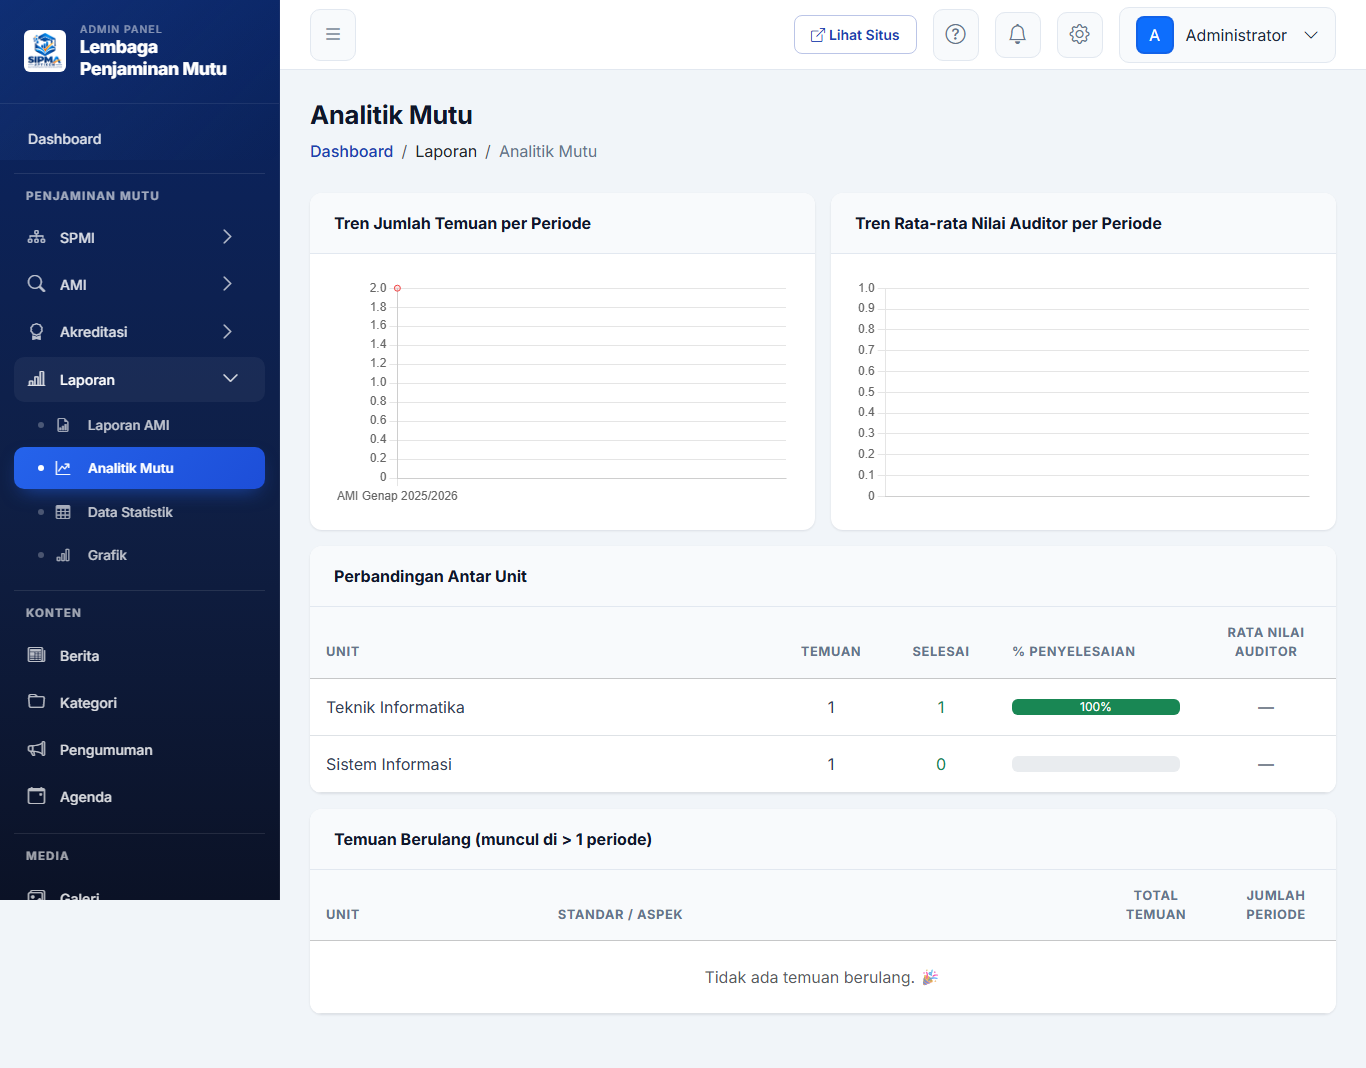 SIPMA
ADMIN PANEL
Lembaga
Penjaminan Mutu
Lihat Situs
A
Administrator
Dashboard
PENJAMINAN MUTU
SPMI
AMI
Akreditasi
Laporan
Laporan AMI
Analitik Mutu
Data Statistik
Grafik
KONTEN
Berita
Kategori
Pengumuman
Agenda
MEDIA
Galeri
Analitik Mutu
Dashboard / Laporan / Analitik Mutu
Tren Jumlah Temuan per Periode
2.0
1.8
1.6
1.4
1.2
1.0
0.8
0.6
0.4
0.2
0
AMI Genap 2025/2026
Tren Rata-rata Nilai Auditor per Periode
1.0
0.9
0.8
0.7
0.6
0.5
0.4
0.3
0.2
0.1
0
Perbandingan Antar Unit
UNIT TEMUAN SELESAI % PENYELESAIAN RATA NILAI AUDITOR
Teknik Informatika 1 1 100% —
Sistem Informasi 1 0 —
Temuan Berulang (muncul di > 1 periode)
UNIT STANDAR / ASPEK TOTAL TEMUAN JUMLAH PERIODE
Tidak ada temuan berulang. 🎉